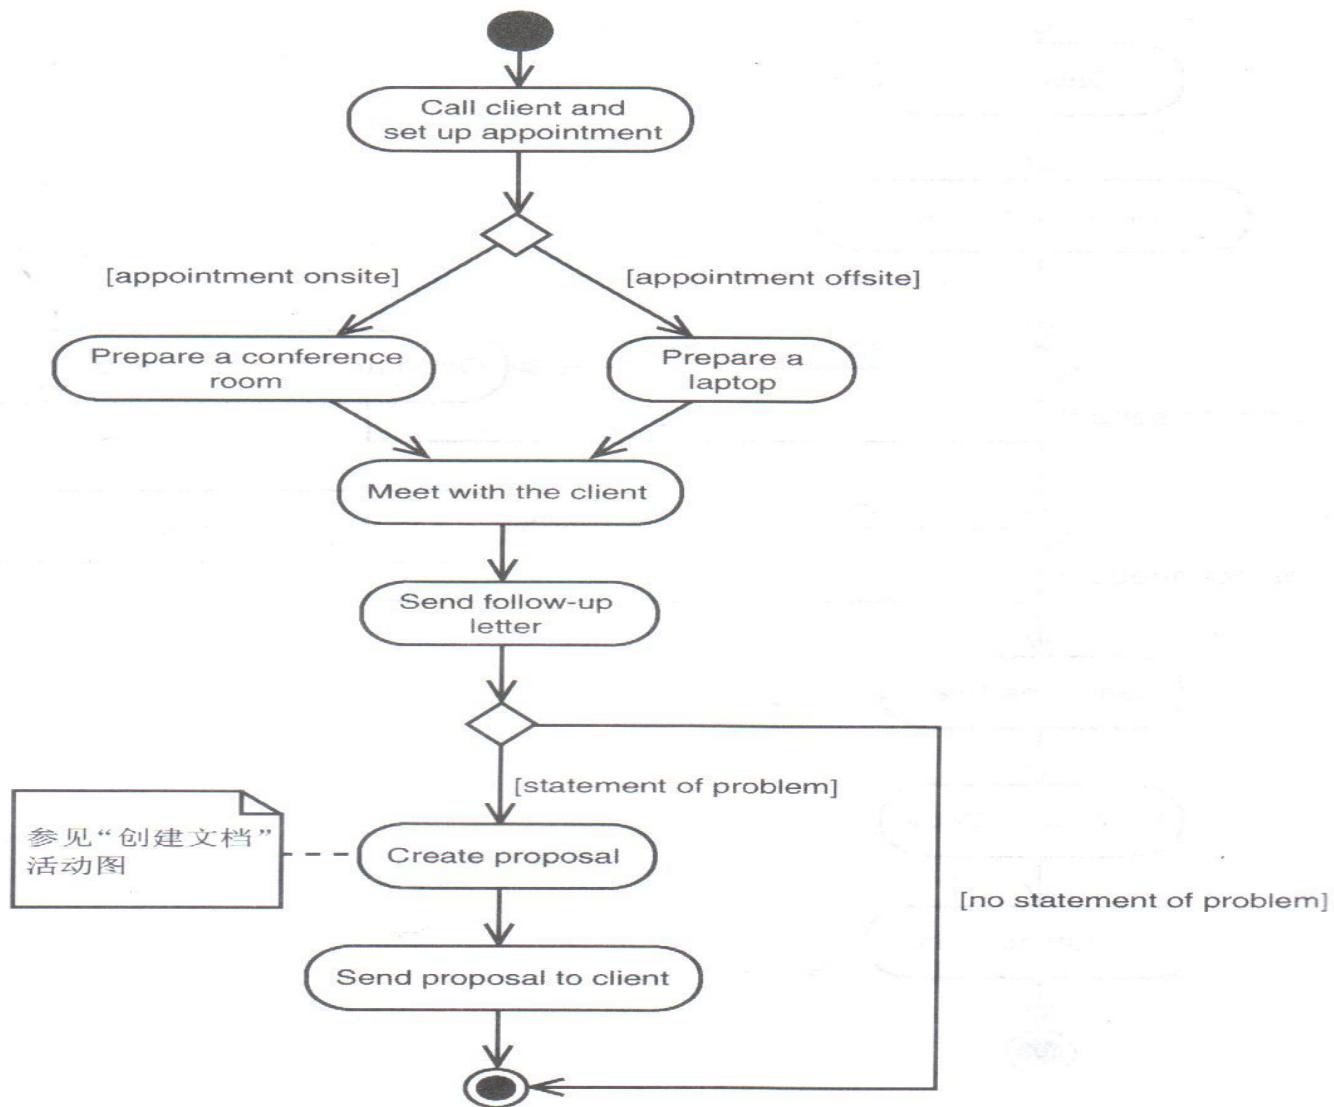 Call client and
set up appointment
[appointment onsite]
[appointment offsite]
Prepare a conference
room
Prepare a
laptop
Meet with the client
Send follow-up
letter
[statement of problem]
参见“创建文档”
活动图
Create proposal
[no statement of problem]
Send proposal to client